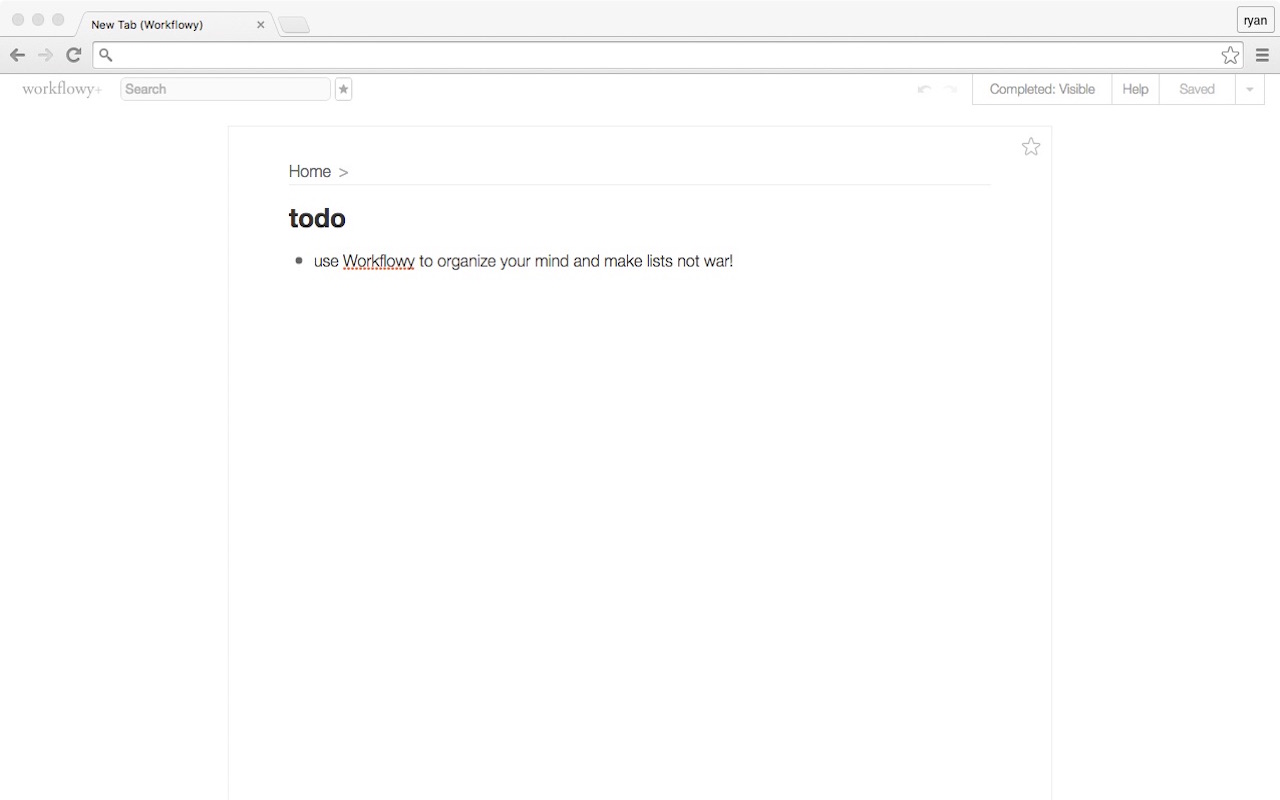 New Tab (Workflowy)
ryan
workflowy+ Search Completed: Visible Help Saved
Home >
todo
• use Workflowy to organize your mind and make lists not war!